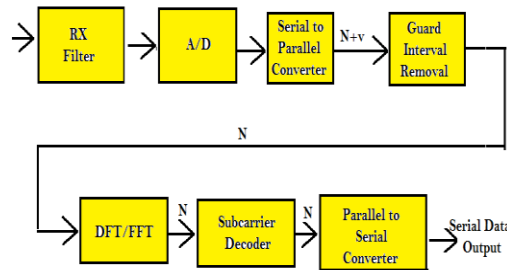 RX
Filter
A/D
Serial to
Parallel
Converter
N+v
Guard
Interval
Removal
N
DFT/FFT
N
Subcarrier
Decoder
N
Parallel to
Serial
Converter
Serial Data
Output